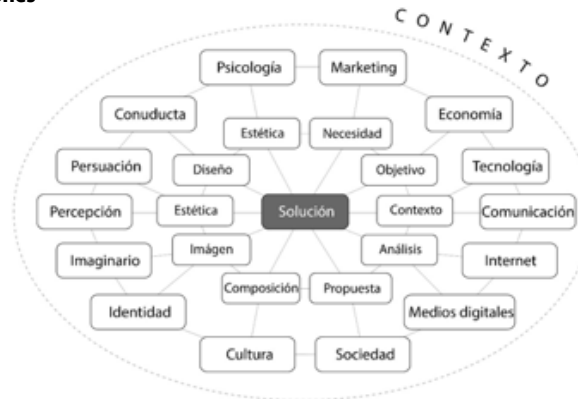 CONTEXTO
Psicología
Marketing
Conuducta
Economía
Estética
Necesidad
Persuación
Diseño
Objetivo
Tecnología
Percepción
Estética
Solución
Contexto
Comunicación
Imaginario
Imágen
Análisis
Internet
Composición
Propuesta
Identidad
Medios digitales
Cultura
Sociedad